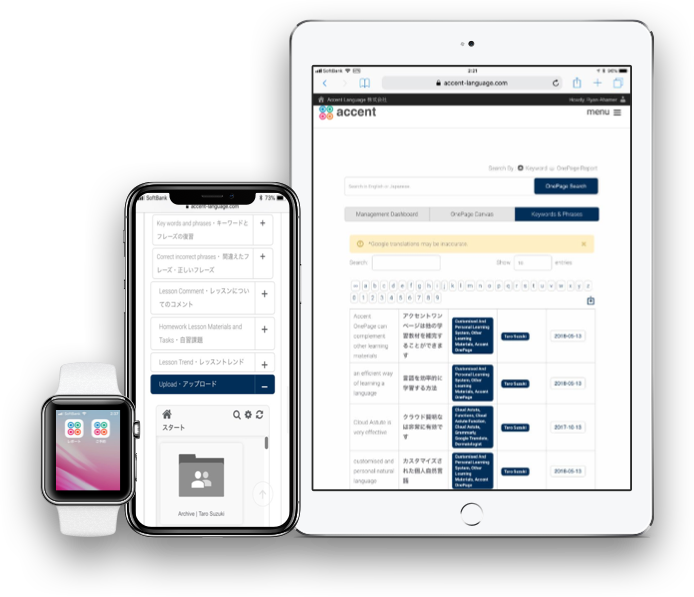 SoftBank
2:21
accent-language.com
Accent Language 株式会社
Howdy,
accent
menu
Search by
Keyword
OnePage Report
Search in English or Japanese
OnePage Search
Management Dashboard
OnePage Canvas
Keywords & Phrases
*Google translations may be inaccurate.
Search:
Show
entries
a b c d e f g h i j k l m n o p q r s t u v w x y z
0 1 2 3 4 5 6 7 8 9
Accent
OnePage can
complement
other learning
materials
アクセントワン
ページは他の学
習教材を補完す
ることができま
す
Customised And
Personal Learning
System, Other
Learning
Materials, Accent
OnePage
Taro Suzuki
2018-05-13
an efficient way
of learning a
language
言語を効率的に
学習する方法
Customised And
Personal Learning
System, Other
Learning
Materials, Accent
OnePage
Taro Suzuki
2018-05-13
Cloud Astute is
very effective
クラウド
は非常に有効で
す
Cloud Astute,
Functions, Cloud
Astute Function,
Cloud Astute,
Grammarly,
Google Translate,
Taro Suzuki
2017-10-13
customised and
personal natural
language
カスタマイズさ
れた個人自然言
語
Customised And
Personal Learning
System, Other
Learning
Materials, Accent
OnePage
Taro Suzuki
2018-05-13
SoftBank
73%
accent-language.com
Key words and phrases・キーワードと
フレーズの復習
Correct incorrect phrases・間違えたフ
レーズ・正しいフレーズ
Lesson Comment・レッスンについ
てのコメント
Homework Lesson Materials and
Tasks・自習課題
Lesson Trend・レッスントレンド
Upload・アップロード
スタート
Archive | Taro Suzuki
SoftBank